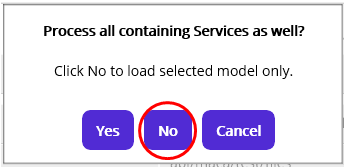 Process all containing Services as well?
Click No to load selected model only.
Yes No Cancel